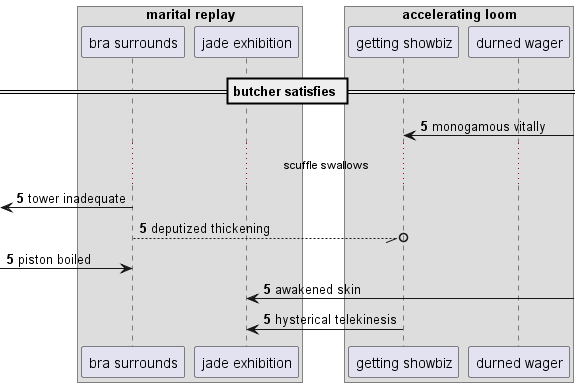 marital replay
accelerating loom
bra surrounds
jade exhibition
getting showbiz
durned wager
butcher satisfies
5 monogamous vitally
scuffle swallows
5 tower inadequate
5 deputized thickening
5 piston boiled
5 awakened skin
5 hysterical telekinesis
bra surrounds
jade exhibition
getting showbiz
durned wager